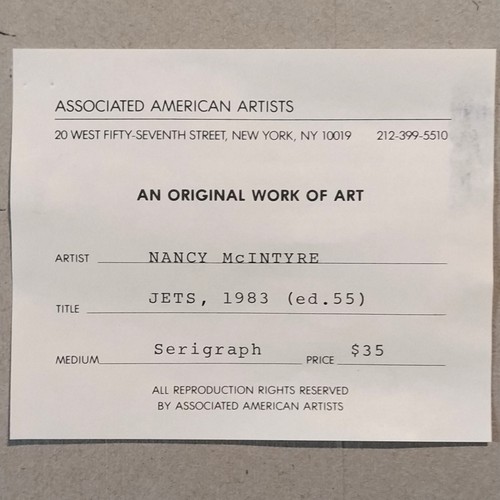 ASSOCIATED AMERICAN ARTISTS
20 WEST FIFTY-SEVENTH STREET, NEW YORK, NY 10019 212-399-5510
AN ORIGINAL WORK OF ART
ARTIST NANCY McINTYRE
TITLE JETS, 1983 (ed.55)
MEDIUM Serigraph PRICE $35
ALL REPRODUCTION RIGHTS RESERVED
BY ASSOCIATED AMERICAN ARTISTS